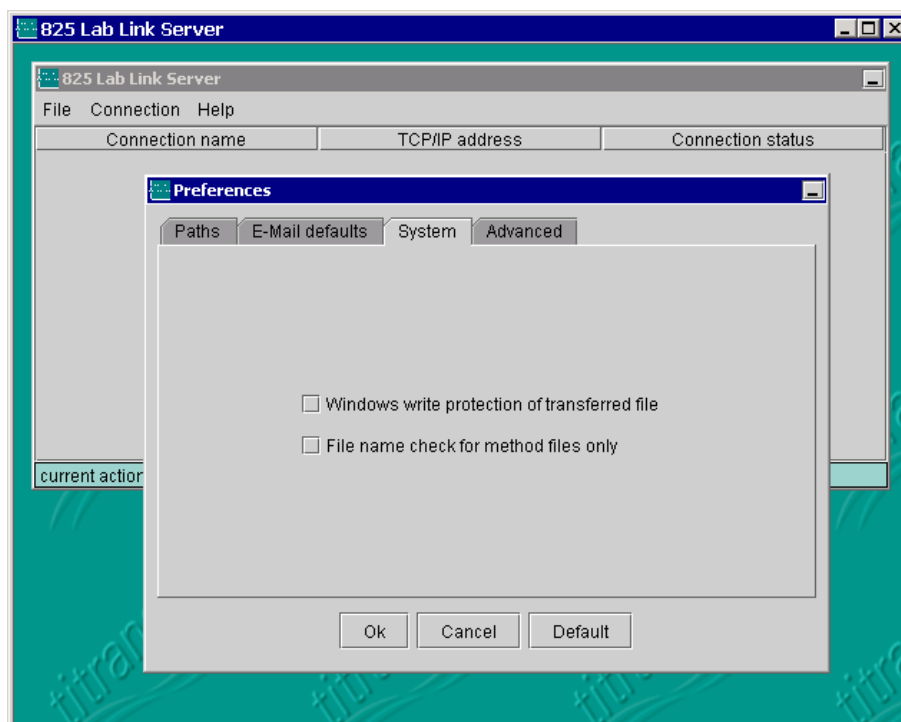 825 Lab Link Server
825 Lab Link Server
File Connection Help
Connection name TCP/IP address Connection status
Preferences
Paths E-Mail defaults System Advanced
Windows write protection of transferred file
File name check for method files only
current action
Ok Cancel Default